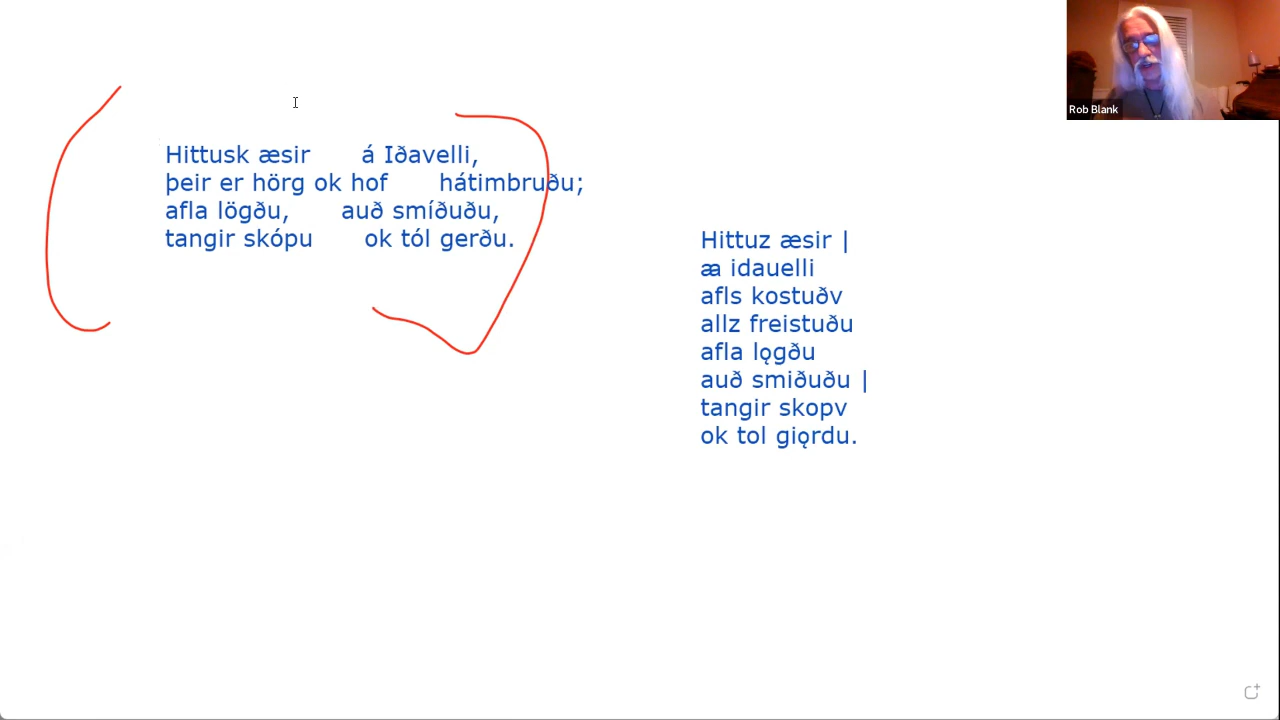 Rob Blank
Hittusk æsir á Iðavelli,
þeir er hörg ok hof hátimbruðu;
afla lögðu, auð smíðuðu,
tangir skópu ok tól gerðu.
Hittuz æsir |
ꜳ idauelli
afls kostuðv
allz freistuðu
afla lǫgðu
auð smiðuðu |
tangir skopv
ok tol giǫrdu.